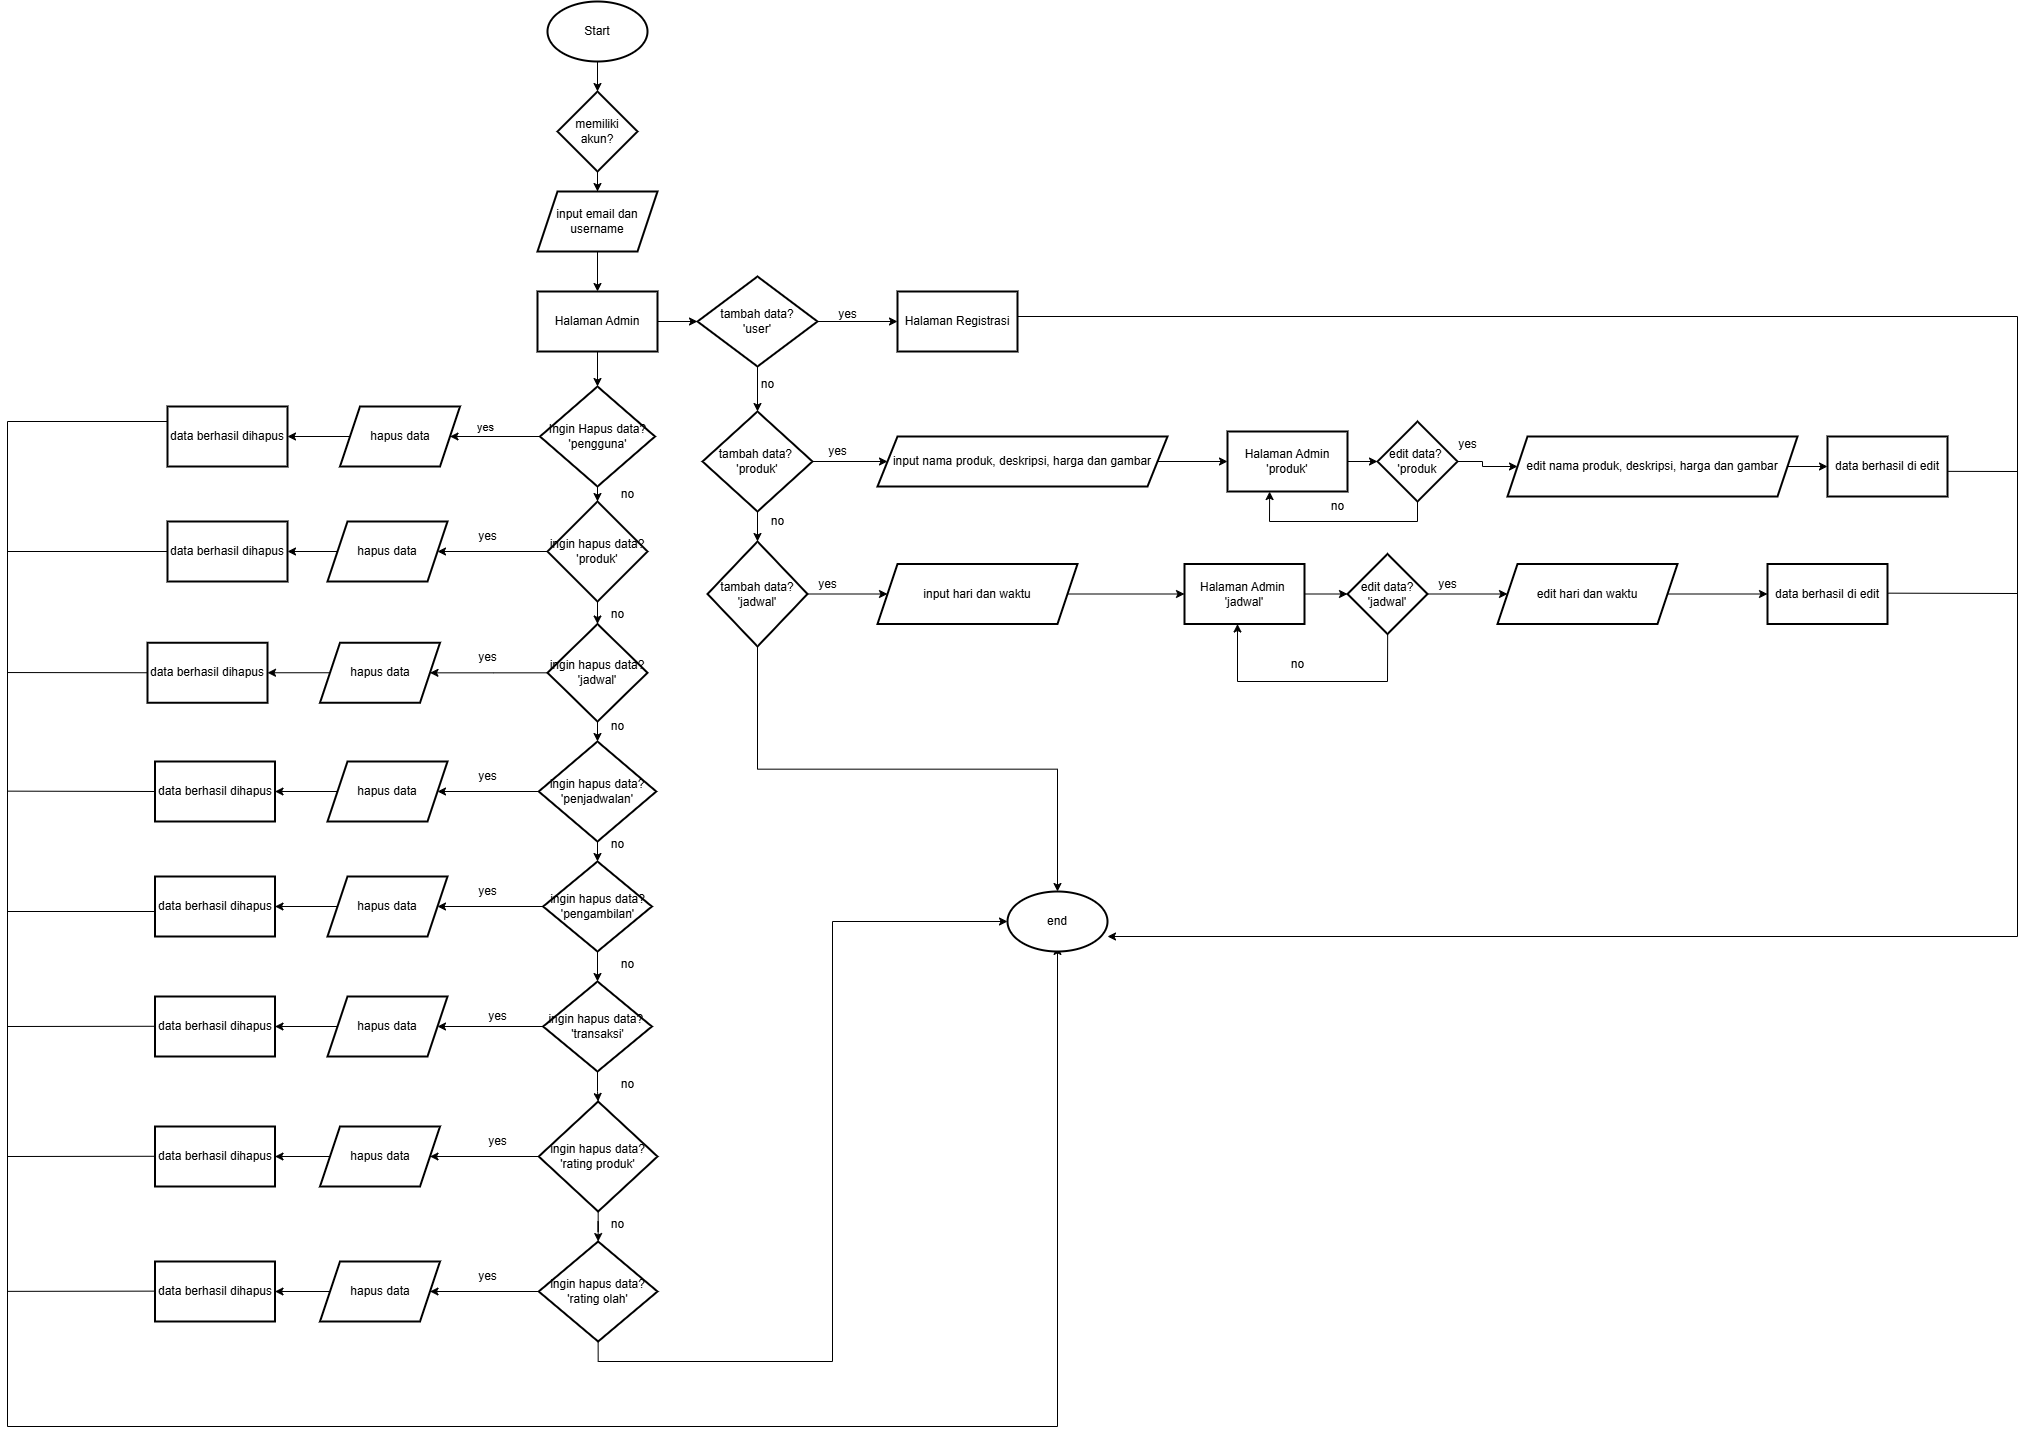 Start
memiliki
akun?
input email dan
username
Halaman Admin
tambah data?
'user'
yes
Halaman Registrasi
no
data berhasil dihapus
hapus data
yes
ingin Hapus data?
'pengguna'
no
tambah data?
'produk'
yes
input nama produk, deskripsi, harga dan gambar
Halaman Admin
'produk'
edit data?
'produk
yes
edit nama produk, deskripsi, harga dan gambar
data berhasil di edit
no
no
data berhasil dihapus
hapus data
yes
ingin hapus data?
'produk'
no
tambah data?
'jadwal'
yes
input hari dan waktu
Halaman Admin
'jadwal'
edit data?
'jadwal'
yes
edit hari dan waktu
data berhasil di edit
no
data berhasil dihapus
hapus data
yes
ingin hapus data?
'jadwal'
no
data berhasil dihapus
hapus data
yes
ingin hapus data?
'penjadwalan'
no
data berhasil dihapus
hapus data
yes
ingin hapus data?
'pengambilan'
no
end
data berhasil dihapus
hapus data
yes
ingin hapus data?
'transaksi'
no
data berhasil dihapus
hapus data
yes
ingin hapus data?
'rating produk'
no
data berhasil dihapus
hapus data
yes
ingin hapus data?
'rating olah'